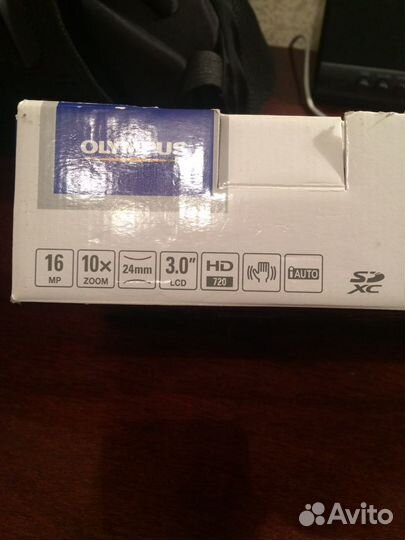 OLYMPUS
16 MP
10× ZOOM
24mm
3.0" LCD
HD 720
iAUTO
SD XC
Avito